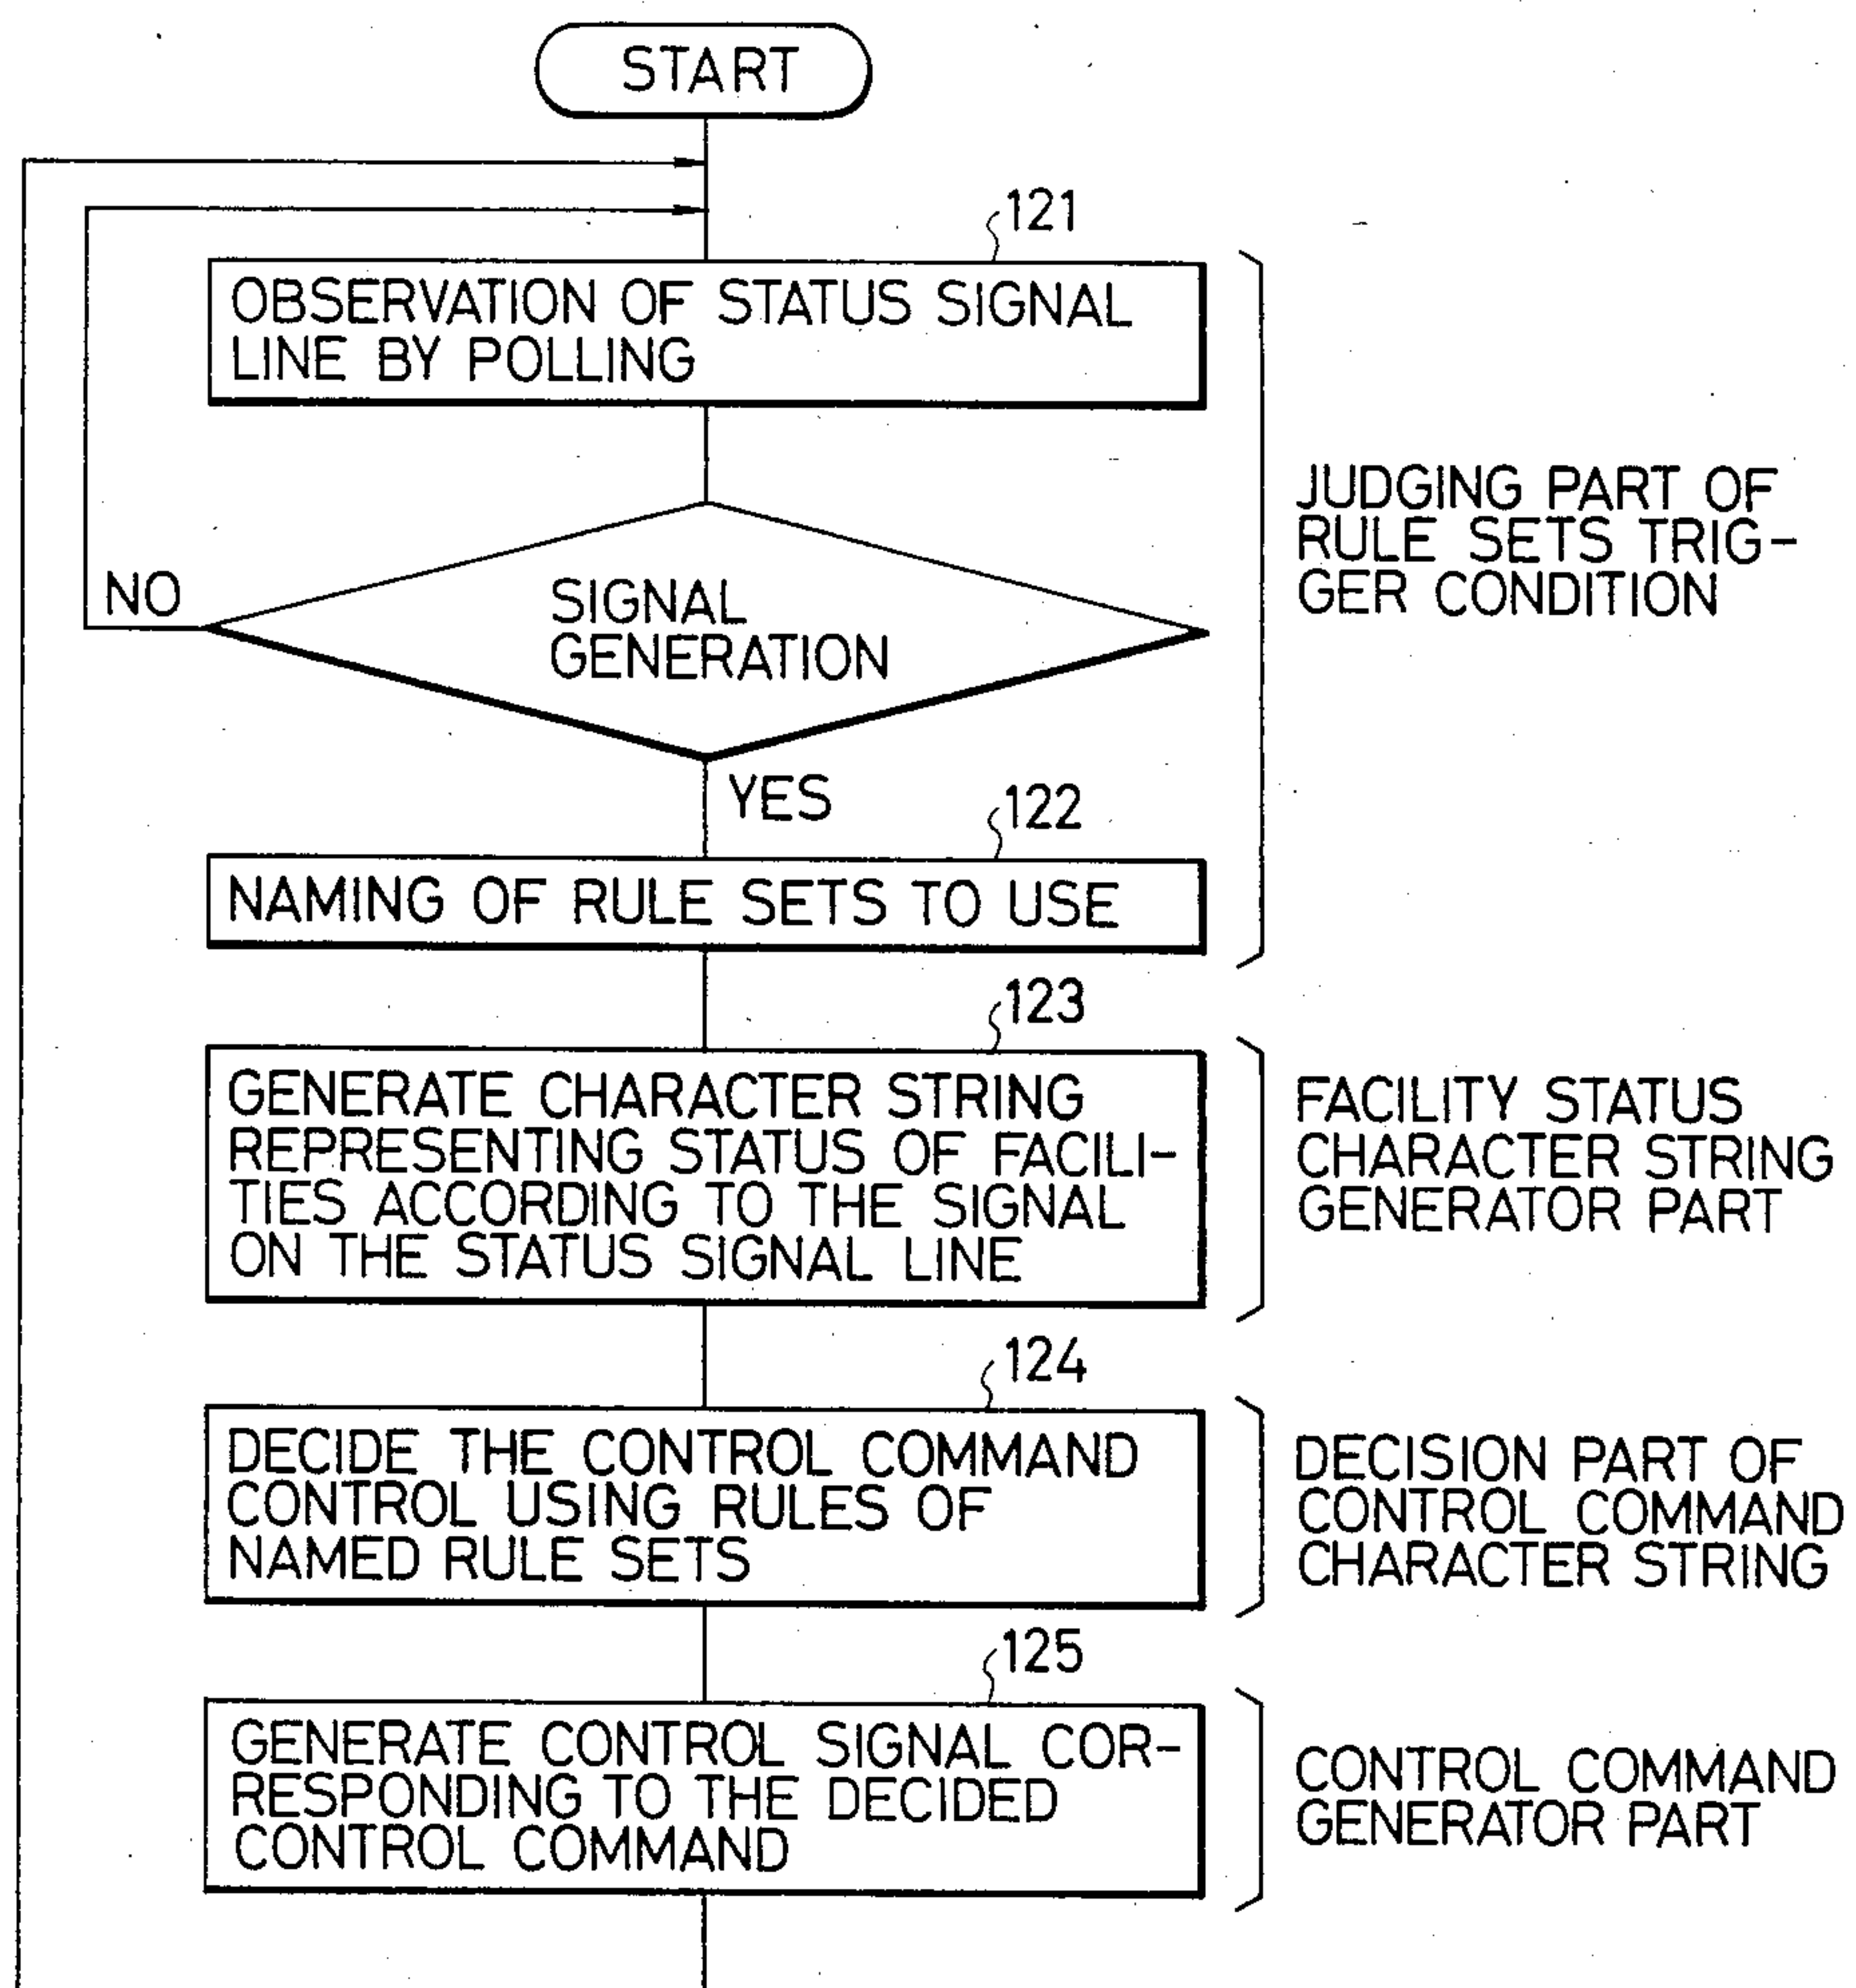 START
121
OBSERVATION OF STATUS SIGNAL
LINE BY POLLING
JUDGING PART OF
RULE SETS TRIG-
GER CONDITION
NO
SIGNAL
GENERATION
YES
122
NAMING OF RULE SETS TO USE
123
GENERATE CHARACTER STRING
REPRESENTING STATUS OF FACILI-
TIES ACCORDING TO THE SIGNAL
ON THE STATUS SIGNAL LINE
FACILITY STATUS
CHARACTER STRING
GENERATOR PART
124
DECIDE THE CONTROL COMMAND
CONTROL USING RULES OF
NAMED RULE SETS
DECISION PART OF
CONTROL COMMAND
CHARACTER STRING
125
GENERATE CONTROL SIGNAL COR-
RESPONDING TO THE DECIDED
CONTROL COMMAND
CONTROL COMMAND
GENERATOR PART